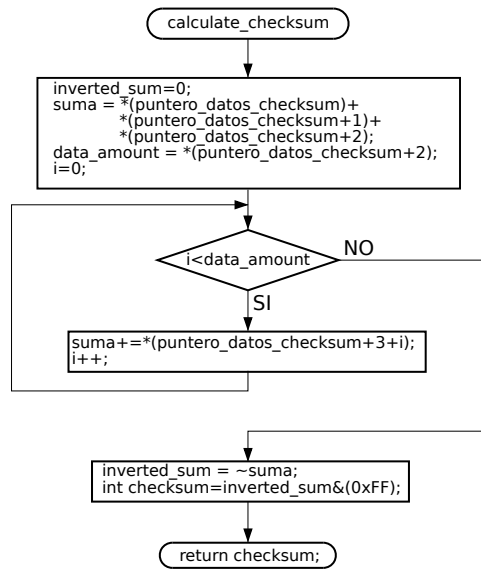 calculate_checksum
inverted_sum=0;
suma = *(puntero_datos_checksum)+
*(puntero_datos_checksum+1)+
*(puntero_datos_checksum+2);
data_amount = *(puntero_datos_checksum+2);
i=0;
i<data_amount
NO
SI
suma+=*(puntero_datos_checksum+3+i);
i++;
inverted_sum = ~suma;
int checksum=inverted_sum&(0xFF);
return checksum;